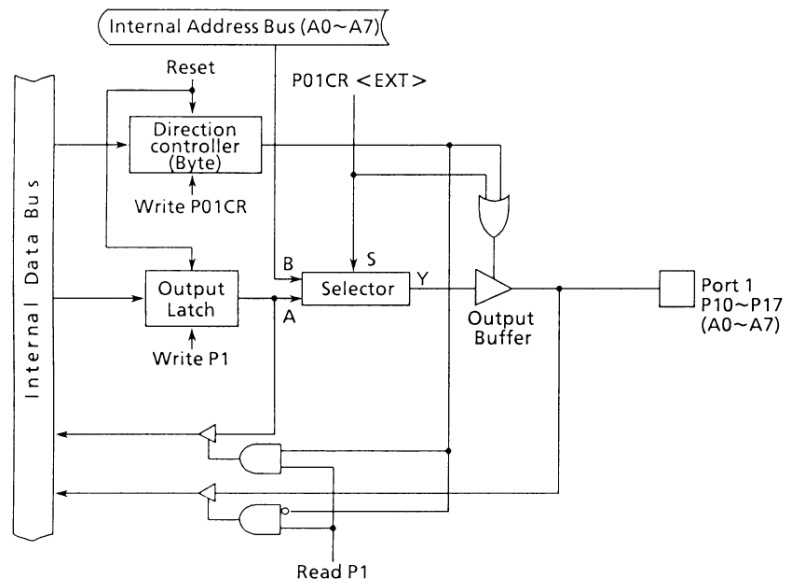 Internal Address Bus (A0~A7)
Reset
P01CR <EXT>
Direction
controller
(Byte)
Write P01CR
Internal Data Bus
B
S
Selector
Y
A
Output
Latch
Write P1
Output
Buffer
Port 1
P10~P17
(A0~A7)
Read P1